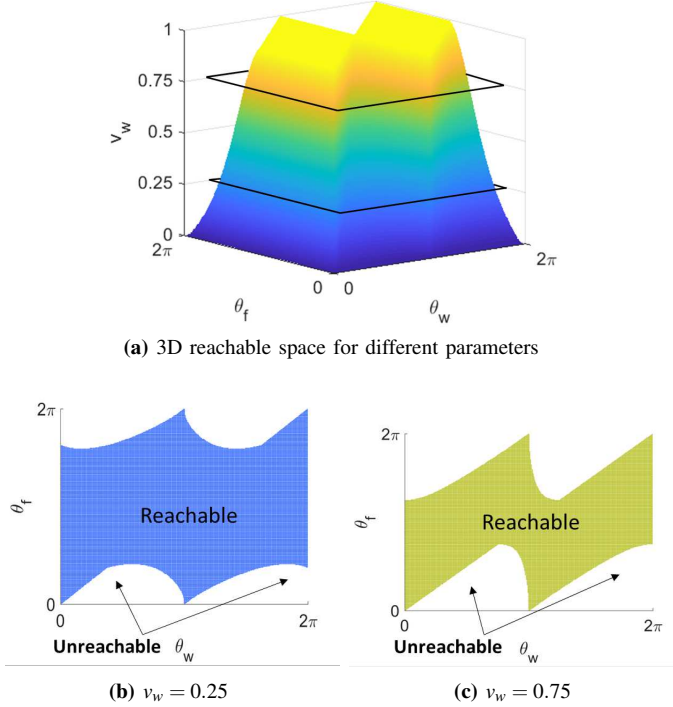 1
0.75
0.5
0.25
0
v_w
2π
θ_f
0
0
θ_w
2π
(a) 3D reachable space for different parameters
2π
θ_f
Reachable
0
0
2π
Unreachable
θ_w
(b) v_w = 0.25
2π
θ_f
Reachable
0
0
2π
Unreachable
θ_w
(c) v_w = 0.75